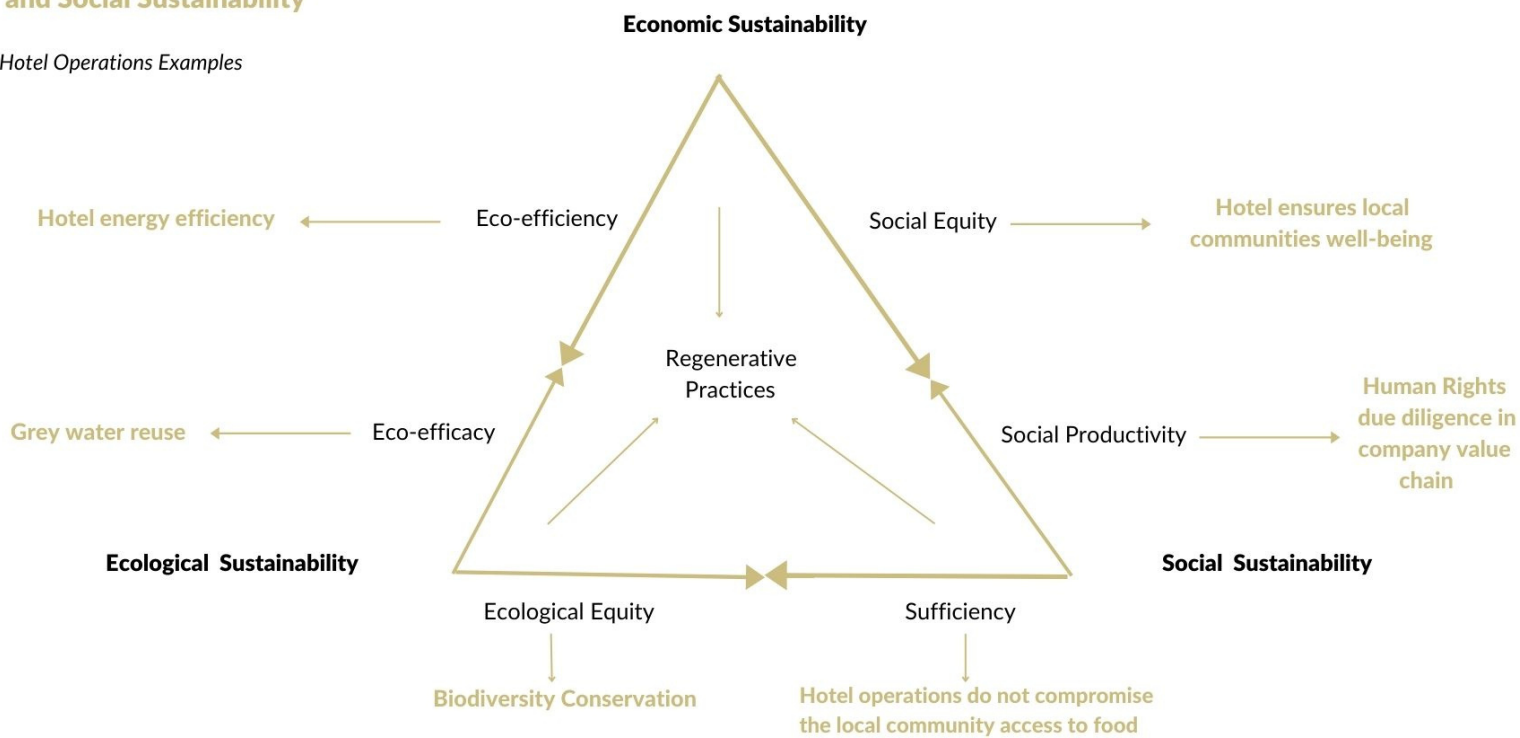 and Social Sustainability
Economic Sustainability
Hotel Operations Examples
Hotel energy efficiency
Eco-efficiency
Social Equity
Hotel ensures local
communities well-being
Regenerative
Practices
Grey water reuse
Eco-efficacy
Social Productivity
Human Rights
due diligence in
company value
chain
Ecological Sustainability
Social Sustainability
Ecological Equity
Sufficiency
Biodiversity Conservation
Hotel operations do not compromise
the local community access to food